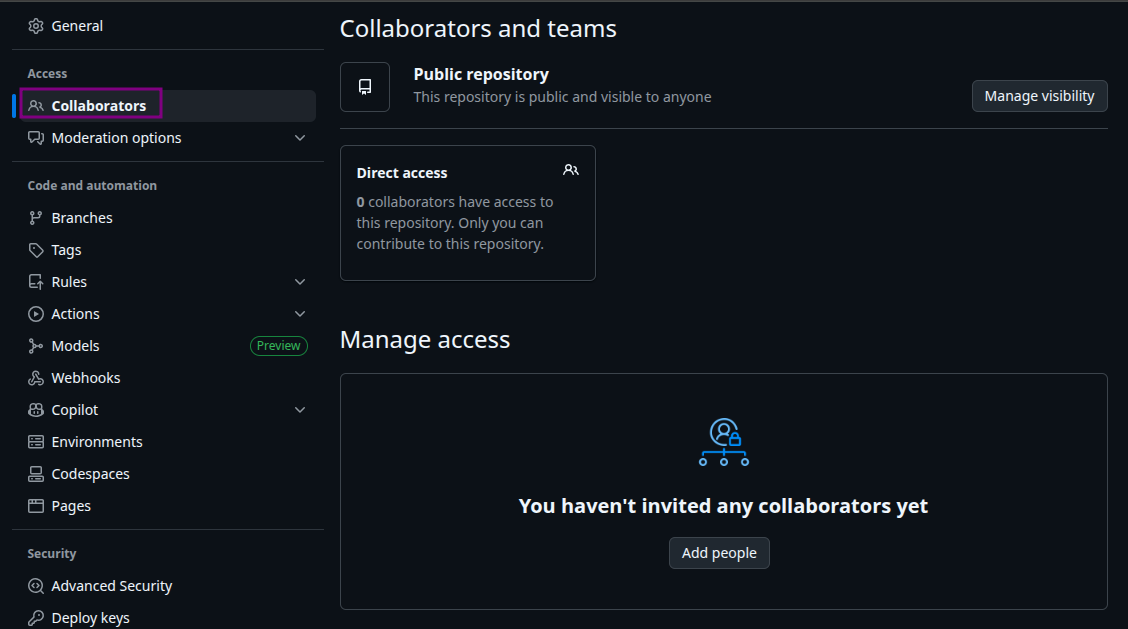 General
Access
Collaborators
Moderation options
Code and automation
Branches
Tags
Rules
Actions
Models
Preview
Webhooks
Copilot
Environments
Codespaces
Pages
Security
Advanced Security
Deploy keys
Collaborators and teams
Public repository
This repository is public and visible to anyone
Manage visibility
Direct access
0 collaborators have access to
this repository. Only you can
contribute to this repository.
Manage access
You haven't invited any collaborators yet
Add people